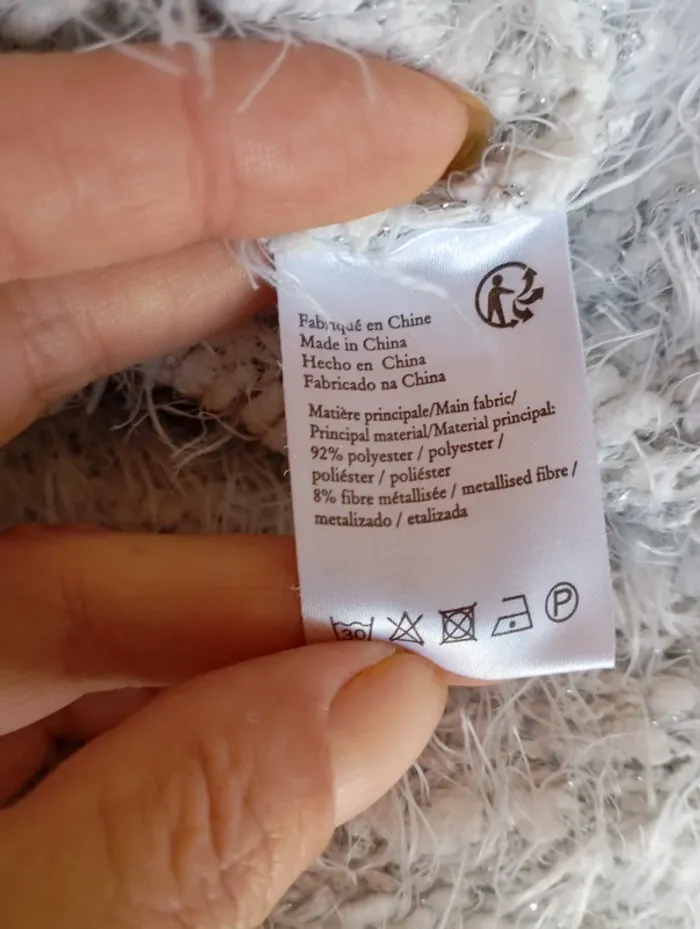 Fabriqué en Chine
Made in China
Hecho en China
Fabricado na China
Matière principale/Main fabric/
Principal material/Material principal:
92% polyester / polyester /
poliéster / poliéster
8% fibre métallisée / metallised fibre /
metalizado / etalizada
30
P